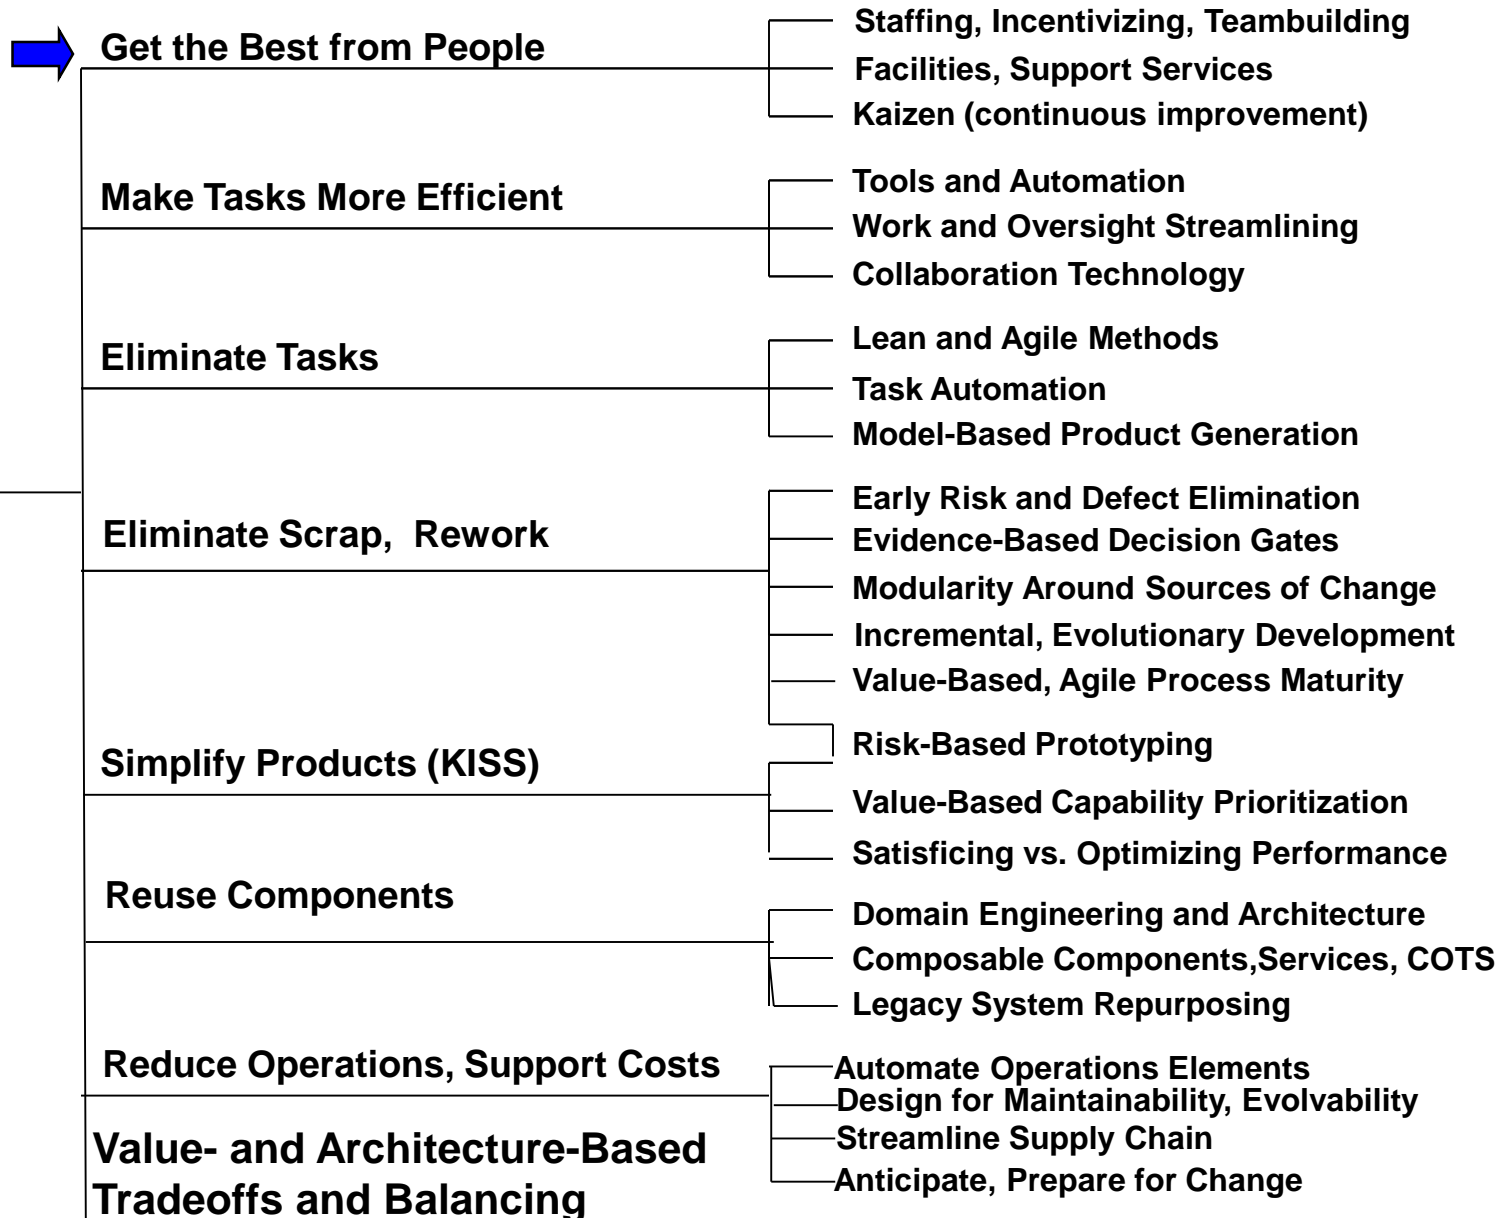 Get the Best from People
Staffing, Incentivizing, Teambuilding
Facilities, Support Services
Kaizen (continuous improvement)
Make Tasks More Efficient
Tools and Automation
Work and Oversight Streamlining
Collaboration Technology
Eliminate Tasks
Lean and Agile Methods
Task Automation
Model-Based Product Generation
Eliminate Scrap, Rework
Early Risk and Defect Elimination
Evidence-Based Decision Gates
Modularity Around Sources of Change
Incremental, Evolutionary Development
Value-Based, Agile Process Maturity
Simplify Products (KISS)
Risk-Based Prototyping
Value-Based Capability Prioritization
Satisficing vs. Optimizing Performance
Reuse Components
Domain Engineering and Architecture
Composable Components,Services, COTS
Legacy System Repurposing
Reduce Operations, Support Costs
Automate Operations Elements
Design for Maintainability, Evolvability
Streamline Supply Chain
Anticipate, Prepare for Change
Value- and Architecture-Based
Tradeoffs and Balancing